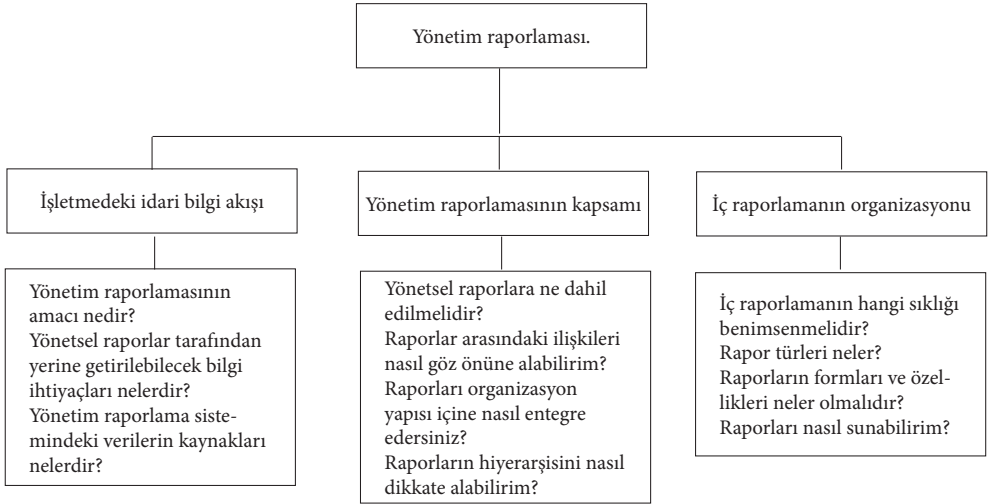 Yönetim raporlaması.
İşletmedeki idari bilgi akışı
Yönetim raporlamasının
amacı nedir?
Yönetsel raporlar tarafından
yerine getirilebilecek bilgi
ihtiyaçları nelerdir?
Yönetim raporlama siste-
mindeki verilerin kaynakları
nelerdir?
Yönetim raporlamasının kapsamı
Yönetsel raporlara ne dahil
edilmelidir?
Raporlar arasındaki ilişkileri
nasıl göz önüne alabilirim?
Raporları organizasyon
yapısı içine nasıl entegre
edersiniz?
Raporların hiyerarşisini nasıl
dikkate alabilirim?
İç raporlamanın organizasyonu
İç raporlamanın hangi sıklığı
benimsenmelidir?
Rapor türleri neler?
Raporların formları ve özel-
likleri neler olmalıdır?
Raporları nasıl sunabilirim?